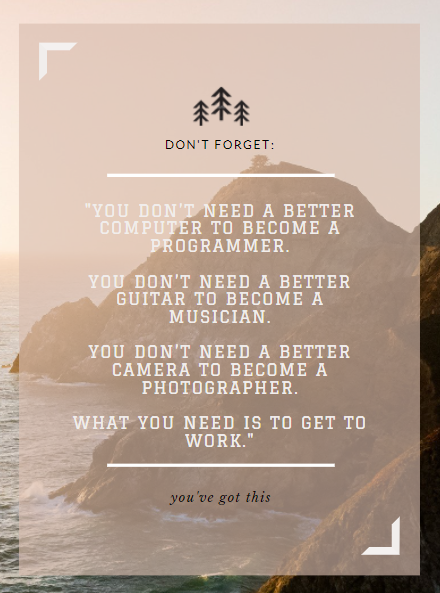 DON'T FORGET:
"YOU DON'T NEED A BETTER
COMPUTER TO BECOME A
PROGRAMMER.
YOU DON'T NEED A BETTER
GUITAR TO BECOME A
MUSICIAN.
YOU DON'T NEED A BETTER
CAMERA TO BECOME A
PHOTOGRAPHER.
WHAT YOU NEED IS TO GET TO
WORK."
you've got this